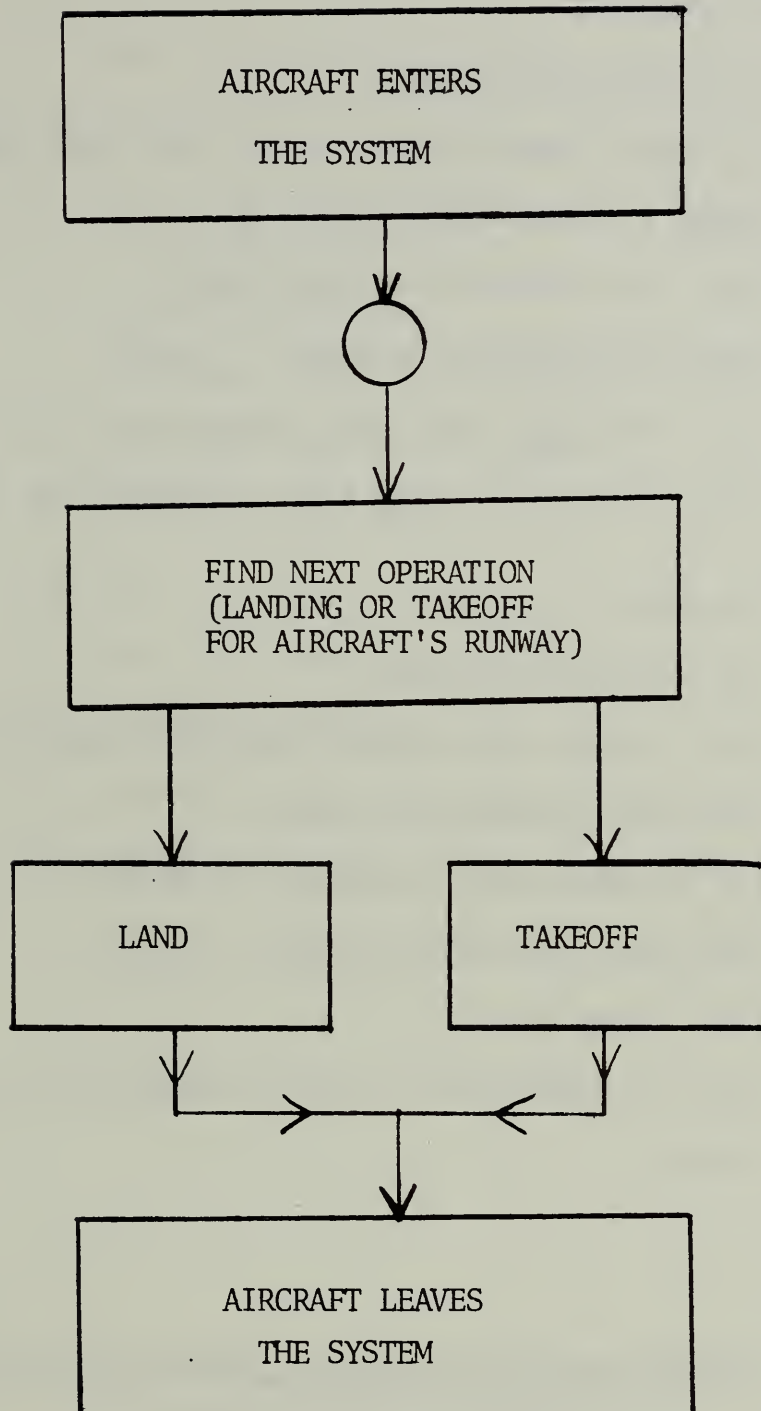 AIRCRAFT ENTERS
THE SYSTEM
FIND NEXT OPERATION
(LANDING OR TAKEOFF
FOR AIRCRAFT'S RUNWAY)
LAND
TAKEOFF
AIRCRAFT LEAVES
THE SYSTEM